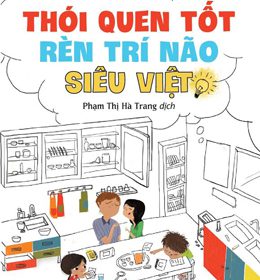 THÓI QUEN TỐT
RÈN TRÍ NÃO
SIÊU VIỆT
Phạm Thị Hà Trang dịch